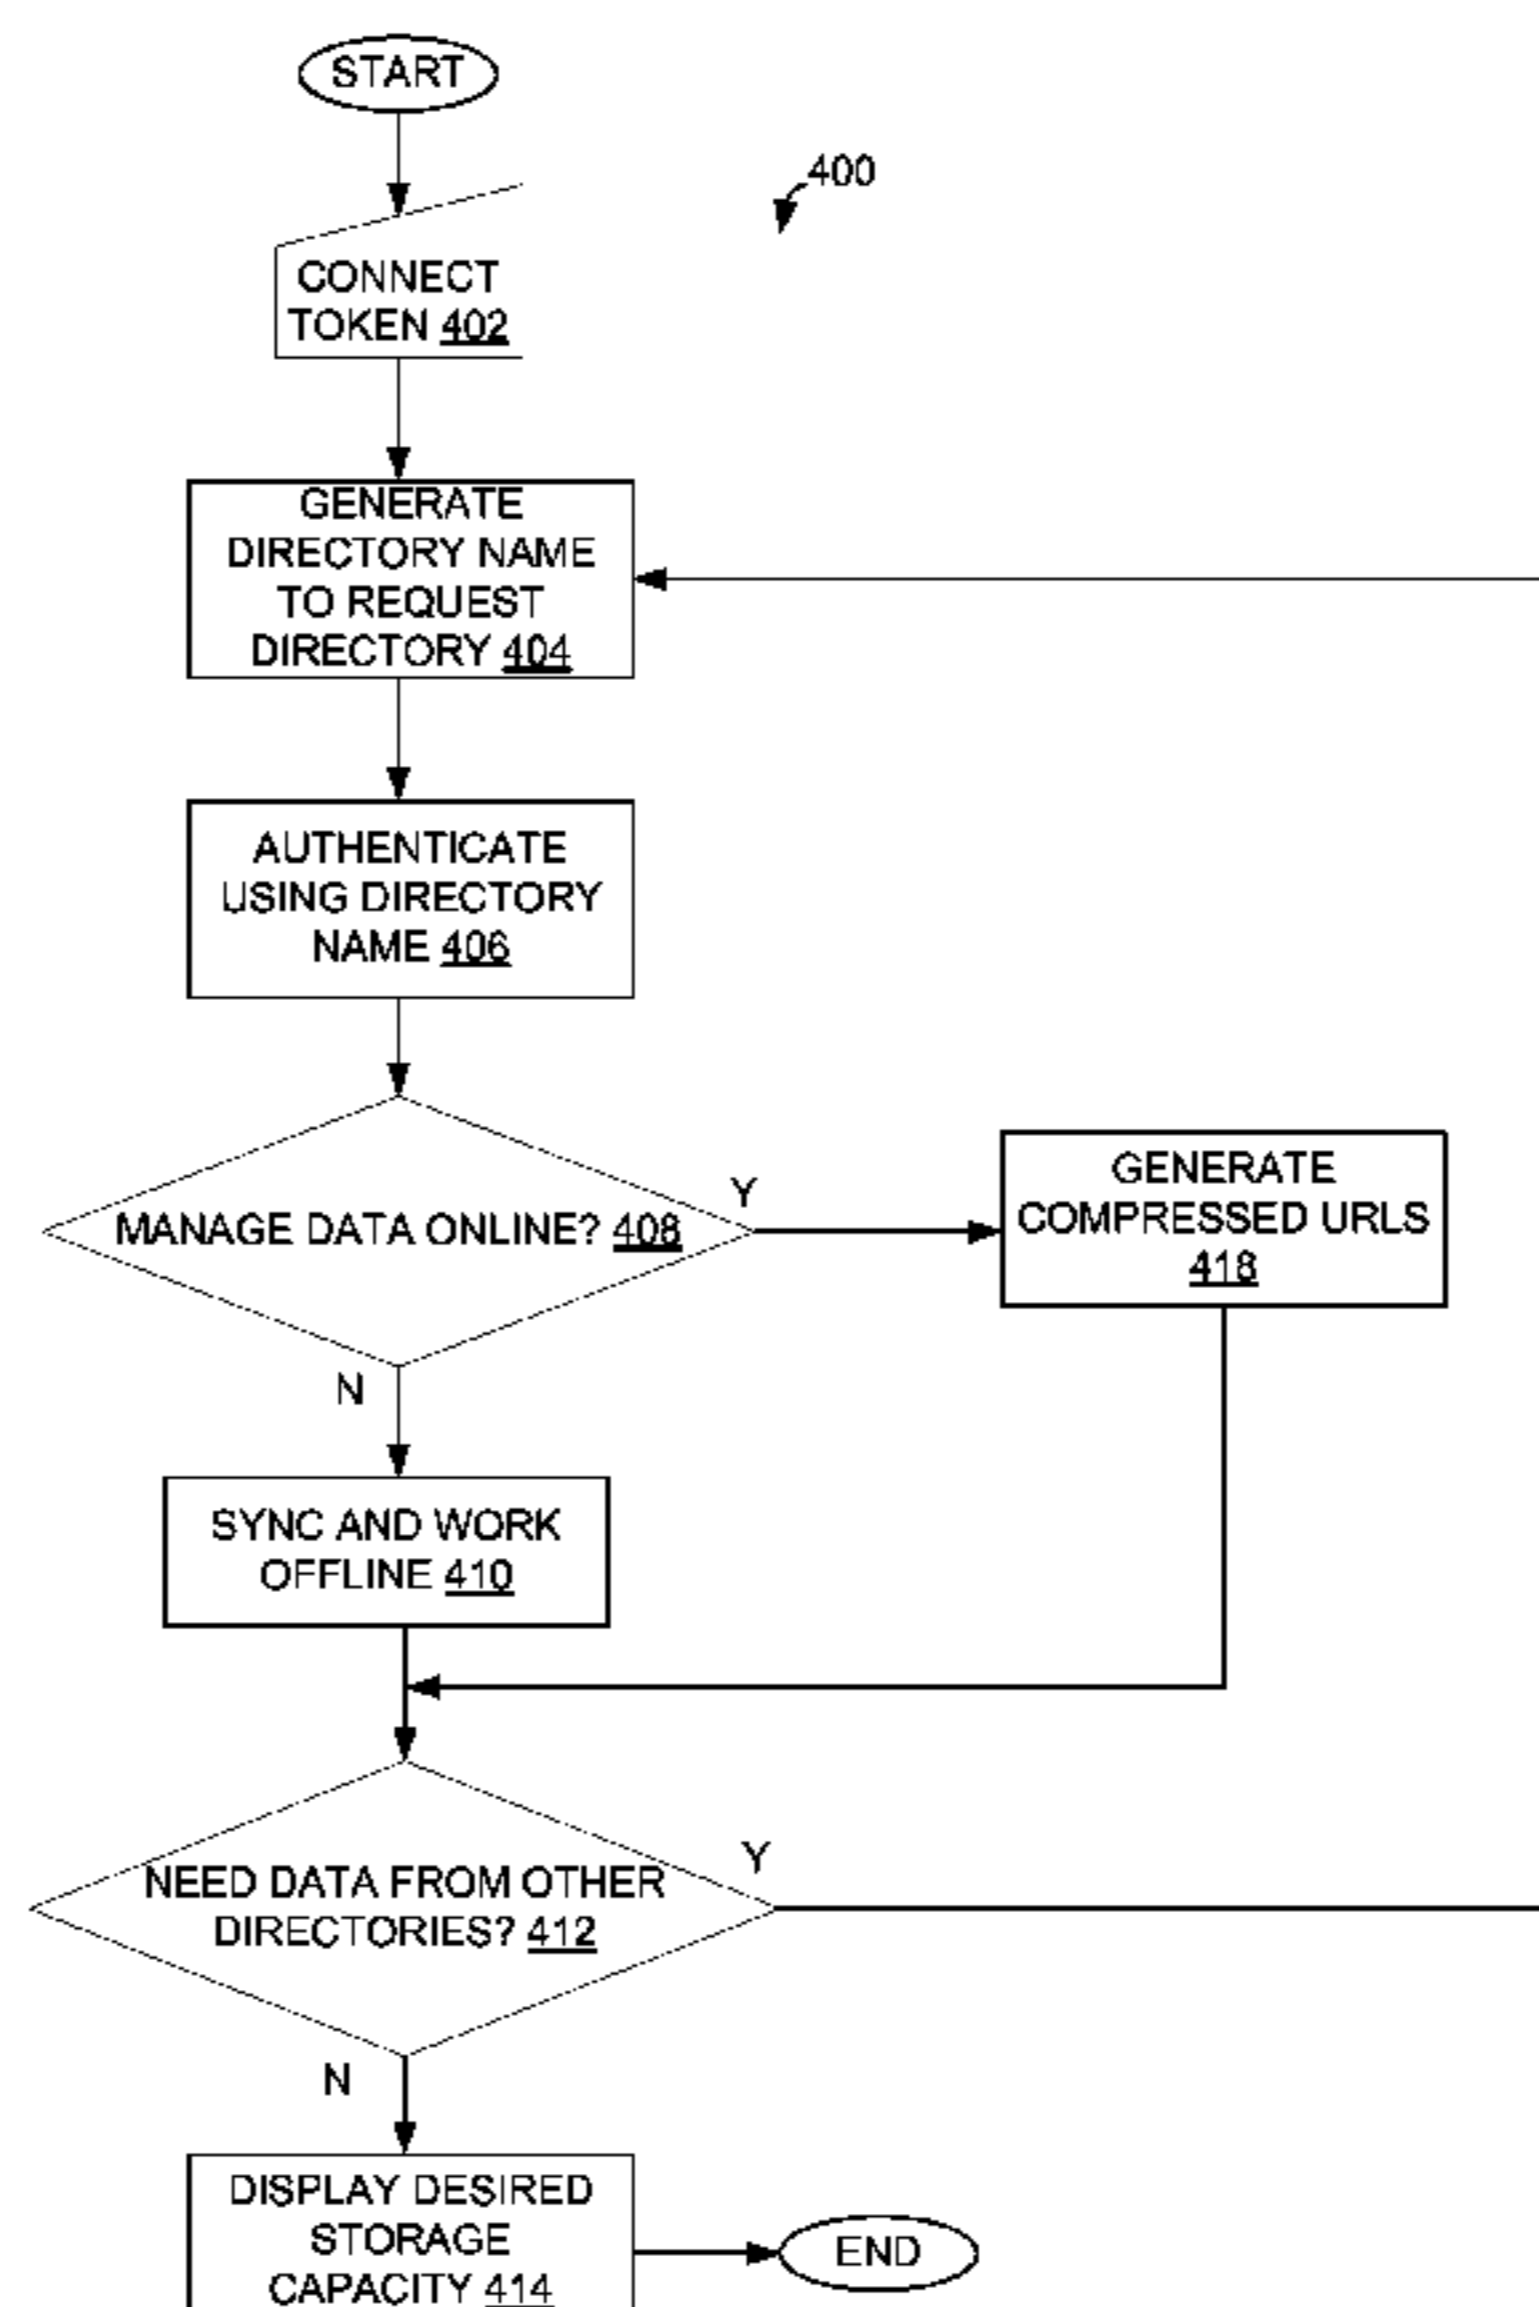 START
400
CONNECT
TOKEN 402
GENERATE
DIRECTORY NAME
TO REQUEST
DIRECTORY 404
AUTHENTICATE
USING DIRECTORY
NAME 406
MANAGE DATA ONLINE? 408
Y
GENERATE
COMPRESSED URLS
418
N
SYNC AND WORK
OFFLINE 410
NEED DATA FROM OTHER
DIRECTORIES? 412
Y
N
DISPLAY DESIRED
STORAGE
CAPACITY 414
END